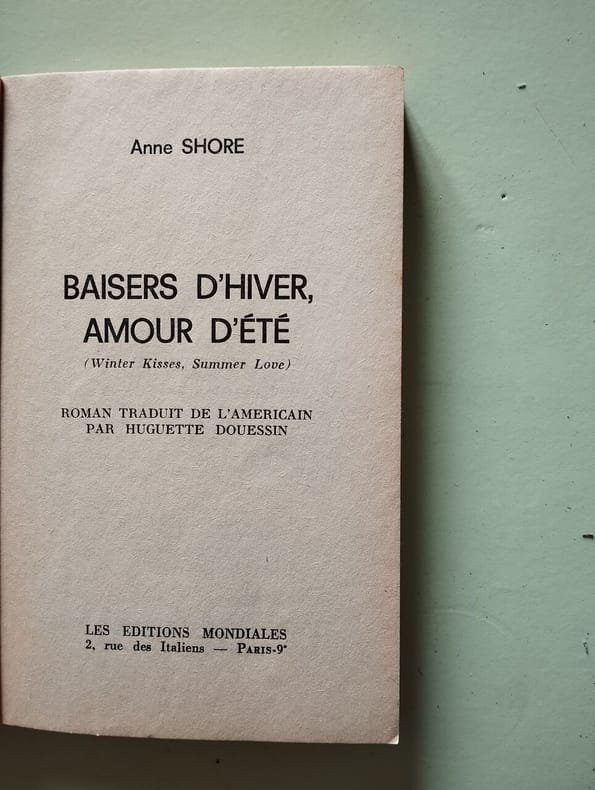 Anne SHORE
BAISERS D'HIVER,
AMOUR D'ÉTÉ
(Winter Kisses, Summer Love)
ROMAN TRADUIT DE L'AMERICAIN
PAR HUGUETTE DOUESSIN
LES EDITIONS MONDIALES
2, rue des Italiens — PARIS-9e